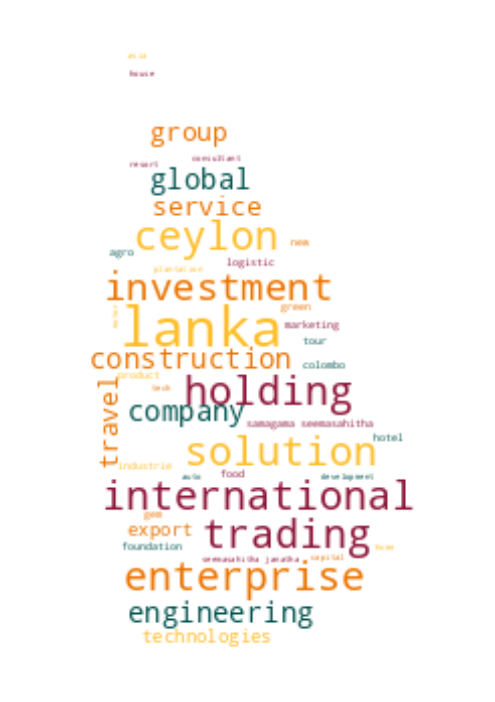 asia
house
group
consultant
resort
global
service
ceylon
new
agro
logistic
plantation
investment
green
lanka
marketing
tour
construction
colombo
product
tech
holding
travel
company
samagama seemasahitha
hotel
solution
industrie
food
auto
development
international
gem
export
trading
foundation
home
seemasahitha janatha
capital
enterprise
engineering
technologies